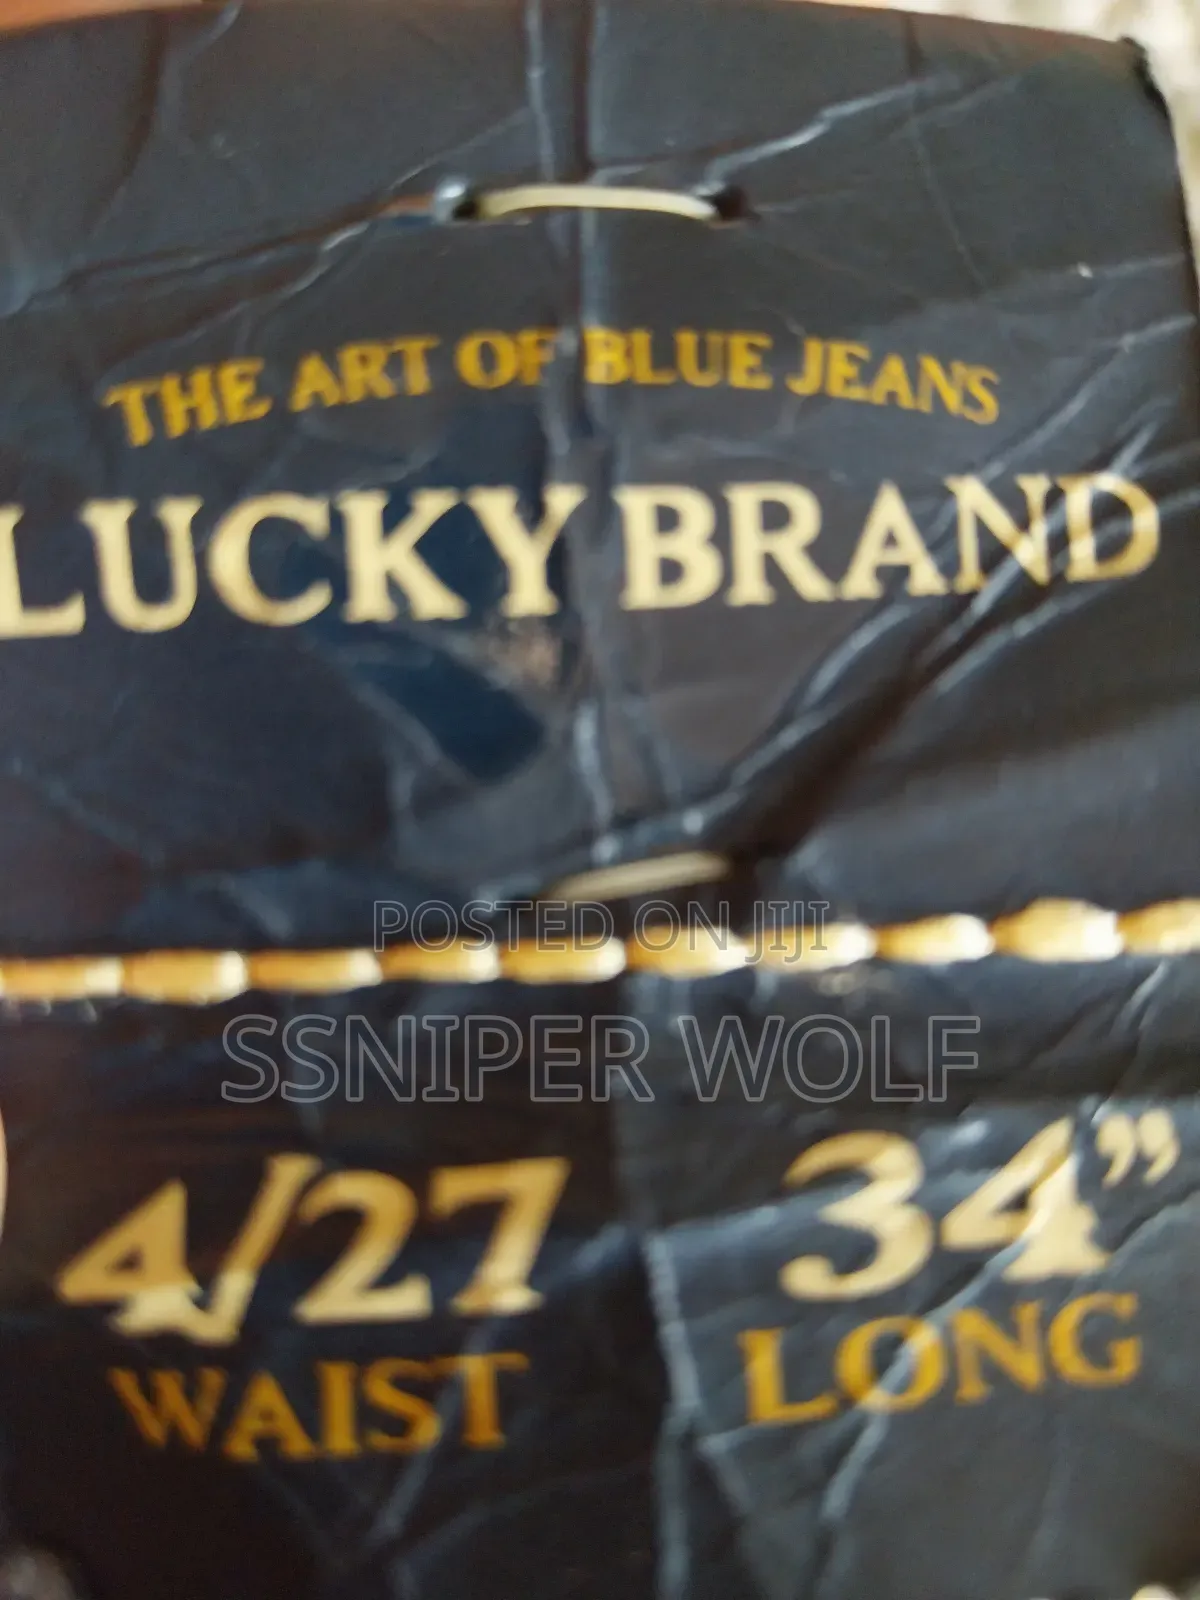 THE ART OF BLUE JEANS
LUCKY BRAND
POSTED ON JIJI
SSNIPER WOLF
4/27 34”
WAIST LONG